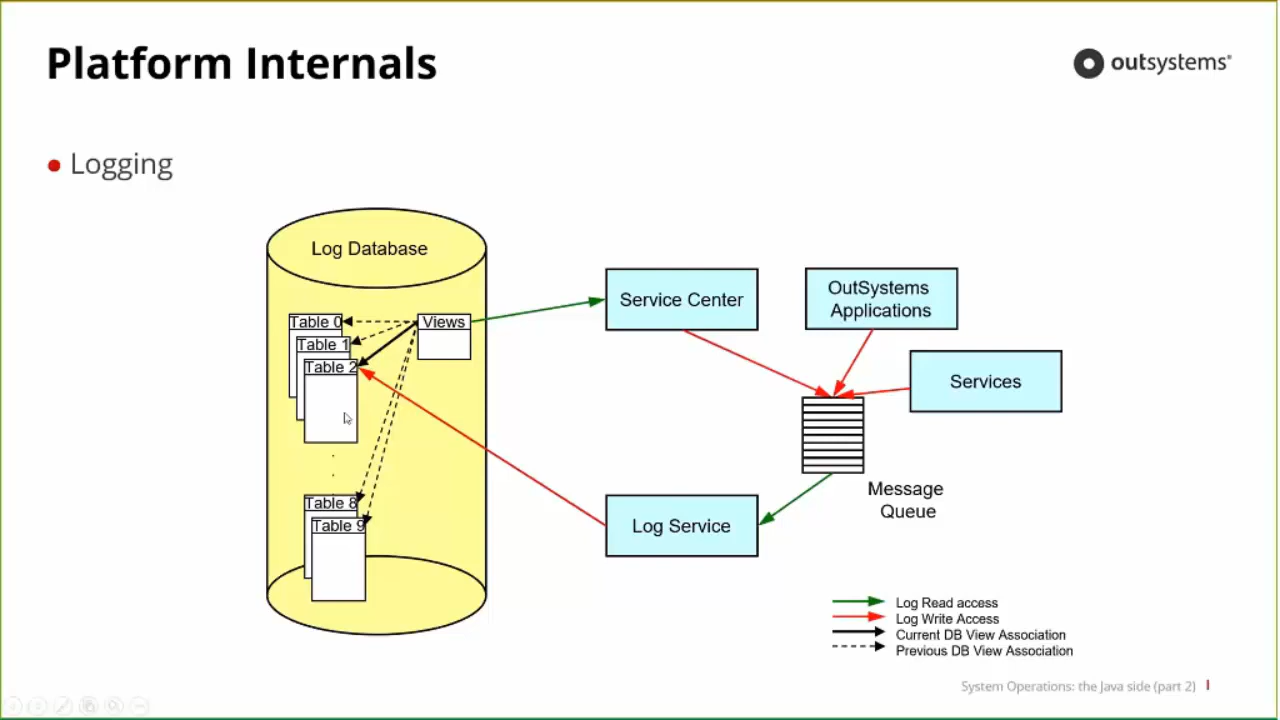 Platform Internals
outsystems®
Logging
Log Database
Table 0
Table 1
Table 2
Views
.
.
Table 8
Table 9
Service Center
OutSystems
Applications
Services
Message
Queue
Log Service
Log Read access
Log Write Access
Current DB View Association
Previous DB View Association
System Operations: the Java side (part 2)